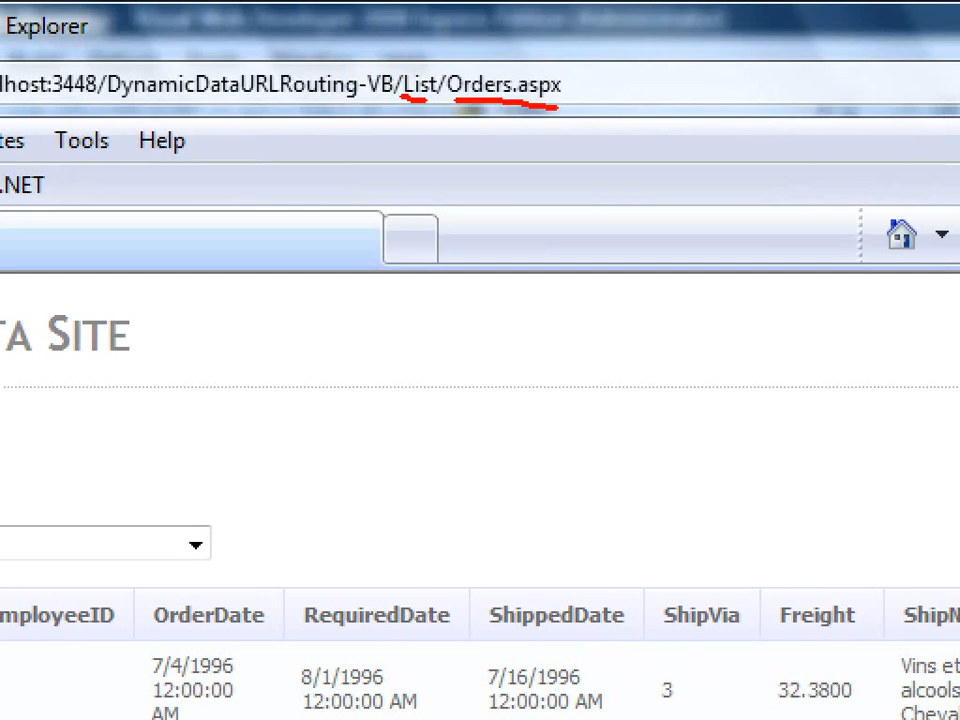 Explorer
lhost:3448/DynamicDataURLRouting-VB/List/Orders.aspx
tes Tools Help
.NET
TA SITE
mployeeID OrderDate RequiredDate ShippedDate ShipVia Freight ShipN
7/4/1996 12:00:00 AM
8/1/1996 12:00:00 AM
7/16/1996 12:00:00 AM
3
32.3800
Vins et alcools Cheval